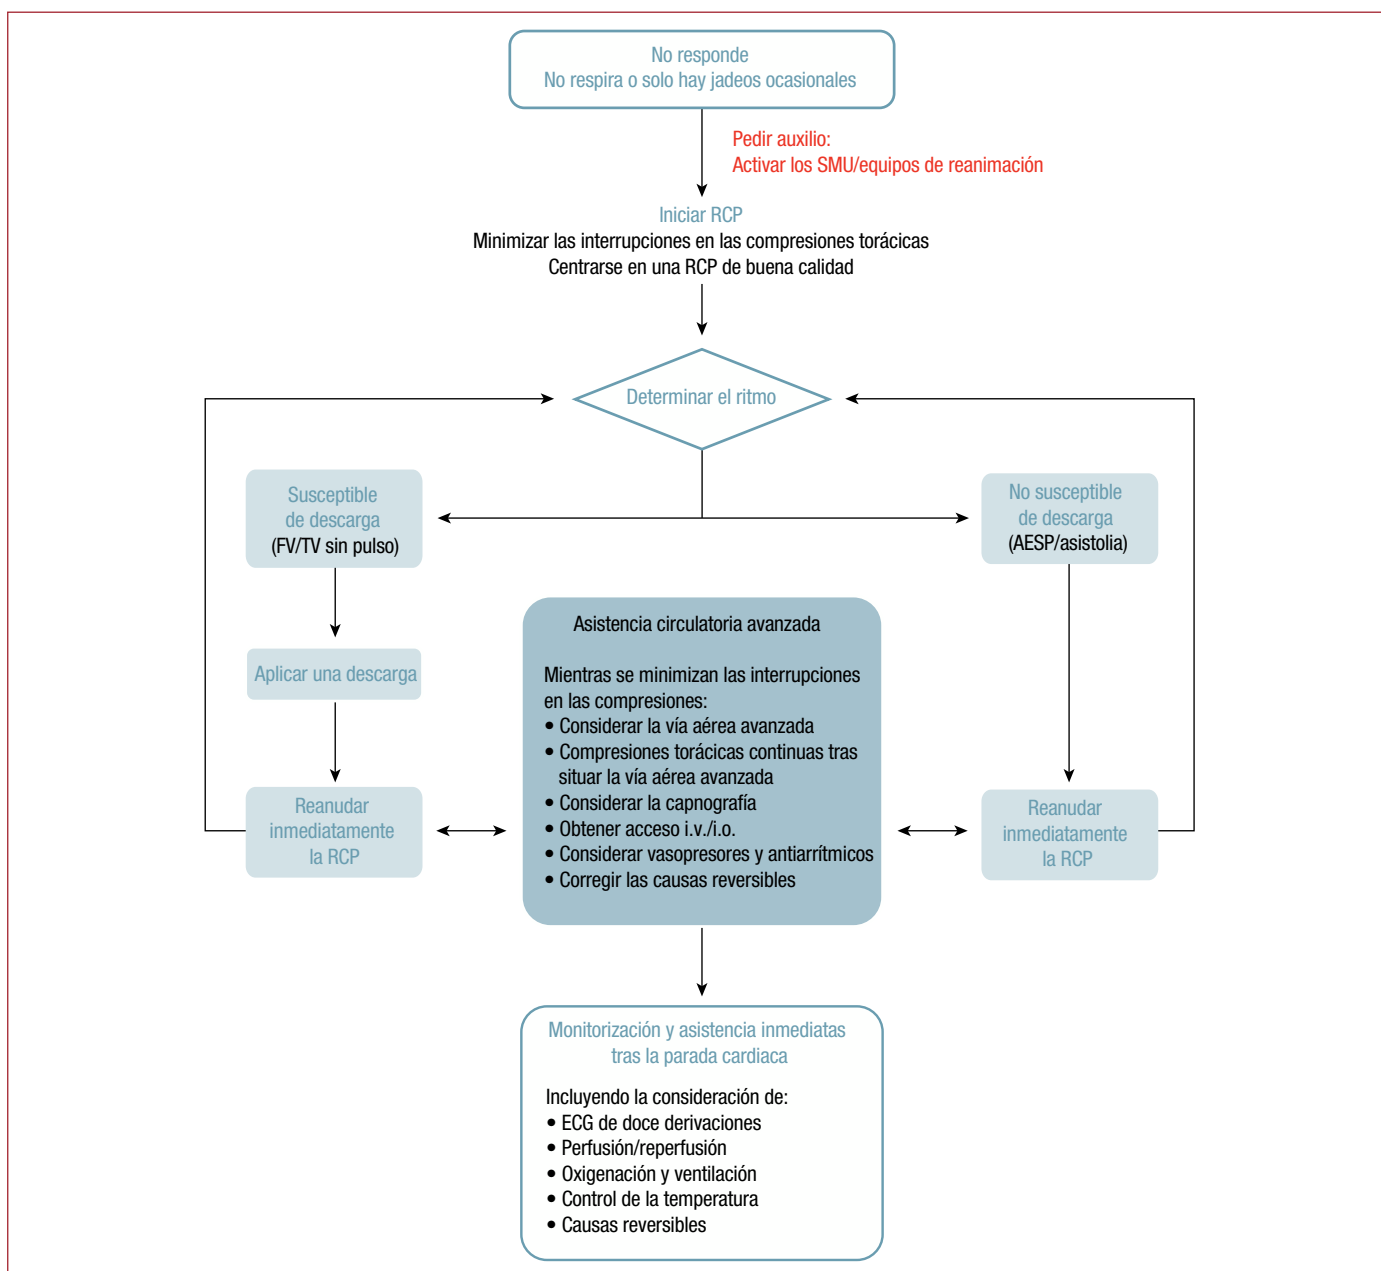 No responde
No respira o solo hay jadeos ocasionales
Pedir auxilio:
Activar los SMU/equipos de reanimación
Iniciar RCP
Minimizar las interrupciones en las compresiones torácicas
Centrarse en una RCP de buena calidad
Determinar el ritmo
Susceptible
de descarga
(FV/TV sin pulso)
No susceptible
de descarga
(AESP/asistolia)
Aplicar una descarga
Reanudar
inmediatamente
la RCP
Asistencia circulatoria avanzada
Mientras se minimizan las interrupciones
en las compresiones:
• Considerar la vía aérea avanzada
• Compresiones torácicas continuas tras
situar la vía aérea avanzada
• Considerar la capnografía
• Obtener acceso i.v./i.o.
• Considerar vasopresores y antiarrítmicos
• Corregir las causas reversibles
Reanudar
inmediatamente
la RCP
Monitorización y asistencia inmediatas
tras la parada cardiaca
Incluyendo la consideración de:
• ECG de doce derivaciones
• Perfusión/reperfusión
• Oxigenación y ventilación
• Control de la temperatura
• Causas reversibles